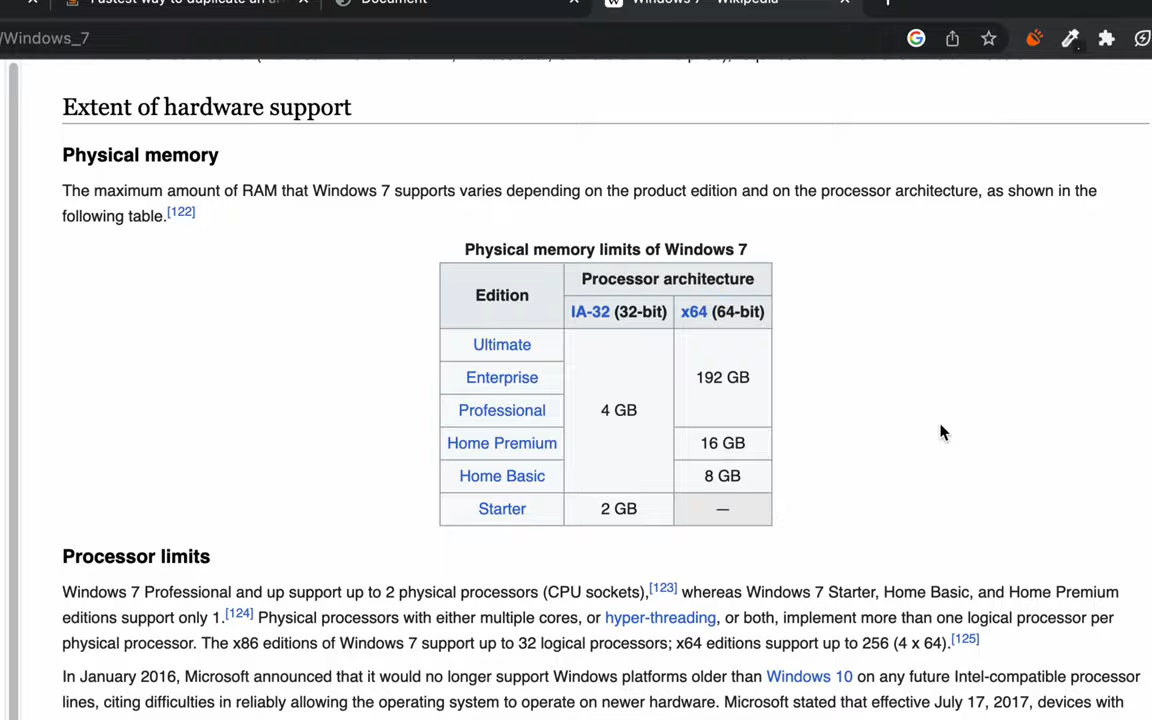 Fastest way to duplicate an
Document
Windows 7 - Wikipedia
/Windows_7
Extent of hardware support
Physical memory
The maximum amount of RAM that Windows 7 supports varies depending on the product edition and on the processor architecture, as shown in the
following table.[122]
Physical memory limits of Windows 7
Edition
Processor architecture
IA-32 (32-bit) x64 (64-bit)
Ultimate
Enterprise
192 GB
Professional
4 GB
Home Premium
16 GB
Home Basic
8 GB
Starter
2 GB
—
Processor limits
Windows 7 Professional and up support up to 2 physical processors (CPU sockets),[123] whereas Windows 7 Starter, Home Basic, and Home Premium
editions support only 1.[124] Physical processors with either multiple cores, or hyper-threading, or both, implement more than one logical processor per
physical processor. The x86 editions of Windows 7 support up to 32 logical processors; x64 editions support up to 256 (4 x 64).[125]
In January 2016, Microsoft announced that it would no longer support Windows platforms older than Windows 10 on any future Intel-compatible processor
lines, citing difficulties in reliably allowing the operating system to operate on newer hardware. Microsoft stated that effective July 17, 2017, devices with